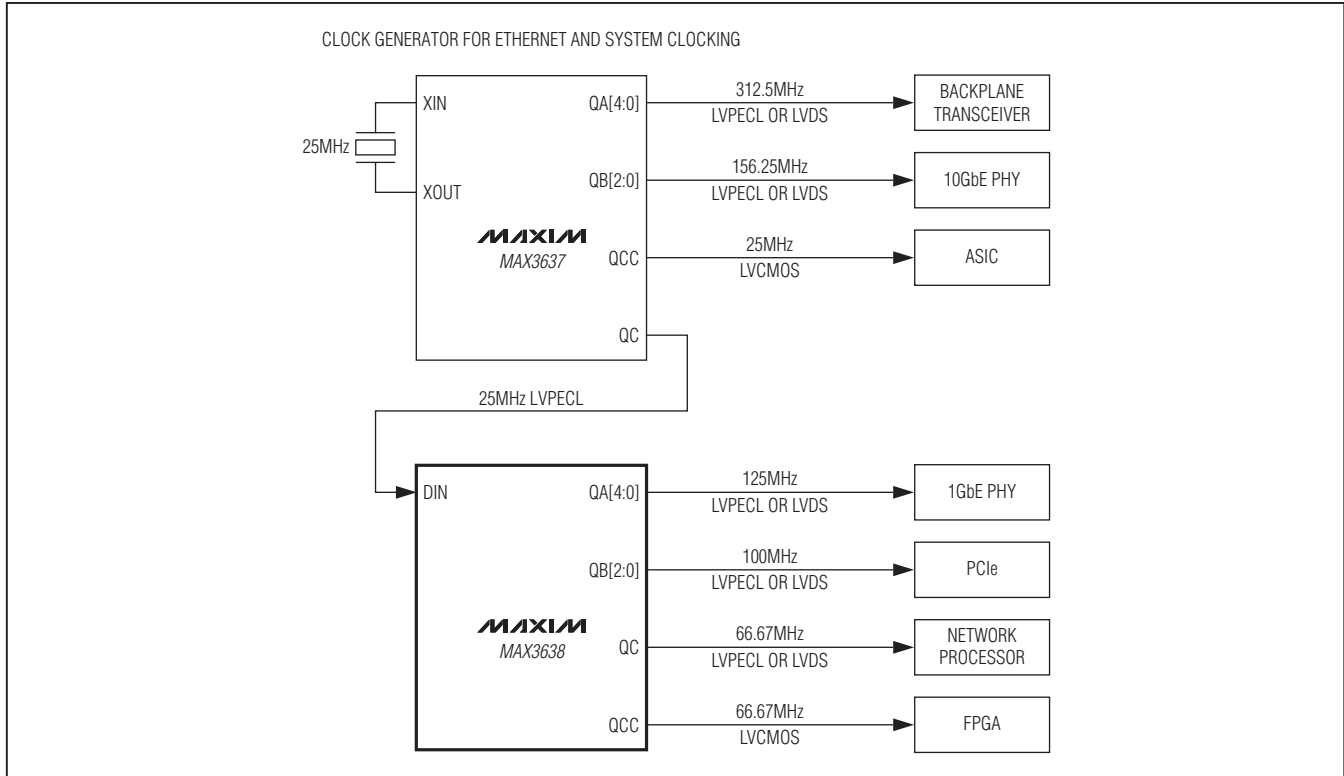 CLOCK GENERATOR FOR ETHERNET AND SYSTEM CLOCKING
XIN
25MHz
XOUT
MAXIM
MAX3637
QA[4:0]
312.5MHz
LVPECL OR LVDS
BACKPLANE
TRANSCEIVER
QB[2:0]
156.25MHz
LVPECL OR LVDS
10GbE PHY
QCC
25MHz
LVCMOS
ASIC
QC
25MHz LVPECL
DIN
MAXIM
MAX3638
QA[4:0]
125MHz
LVPECL OR LVDS
1GbE PHY
QB[2:0]
100MHz
LVPECL OR LVDS
PCIe
QC
66.67MHz
LVPECL OR LVDS
NETWORK
PROCESSOR
QCC
66.67MHz
LVCMOS
FPGA